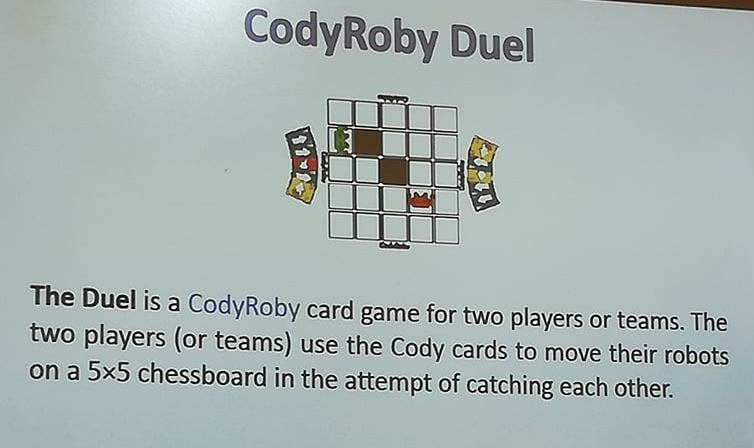 CodyRoby Duel
The Duel is a CodyRoby card game for two players or teams. The
two players (or teams) use the Cody cards to move their robots
on a 5×5 chessboard in the attempt of catching each other.